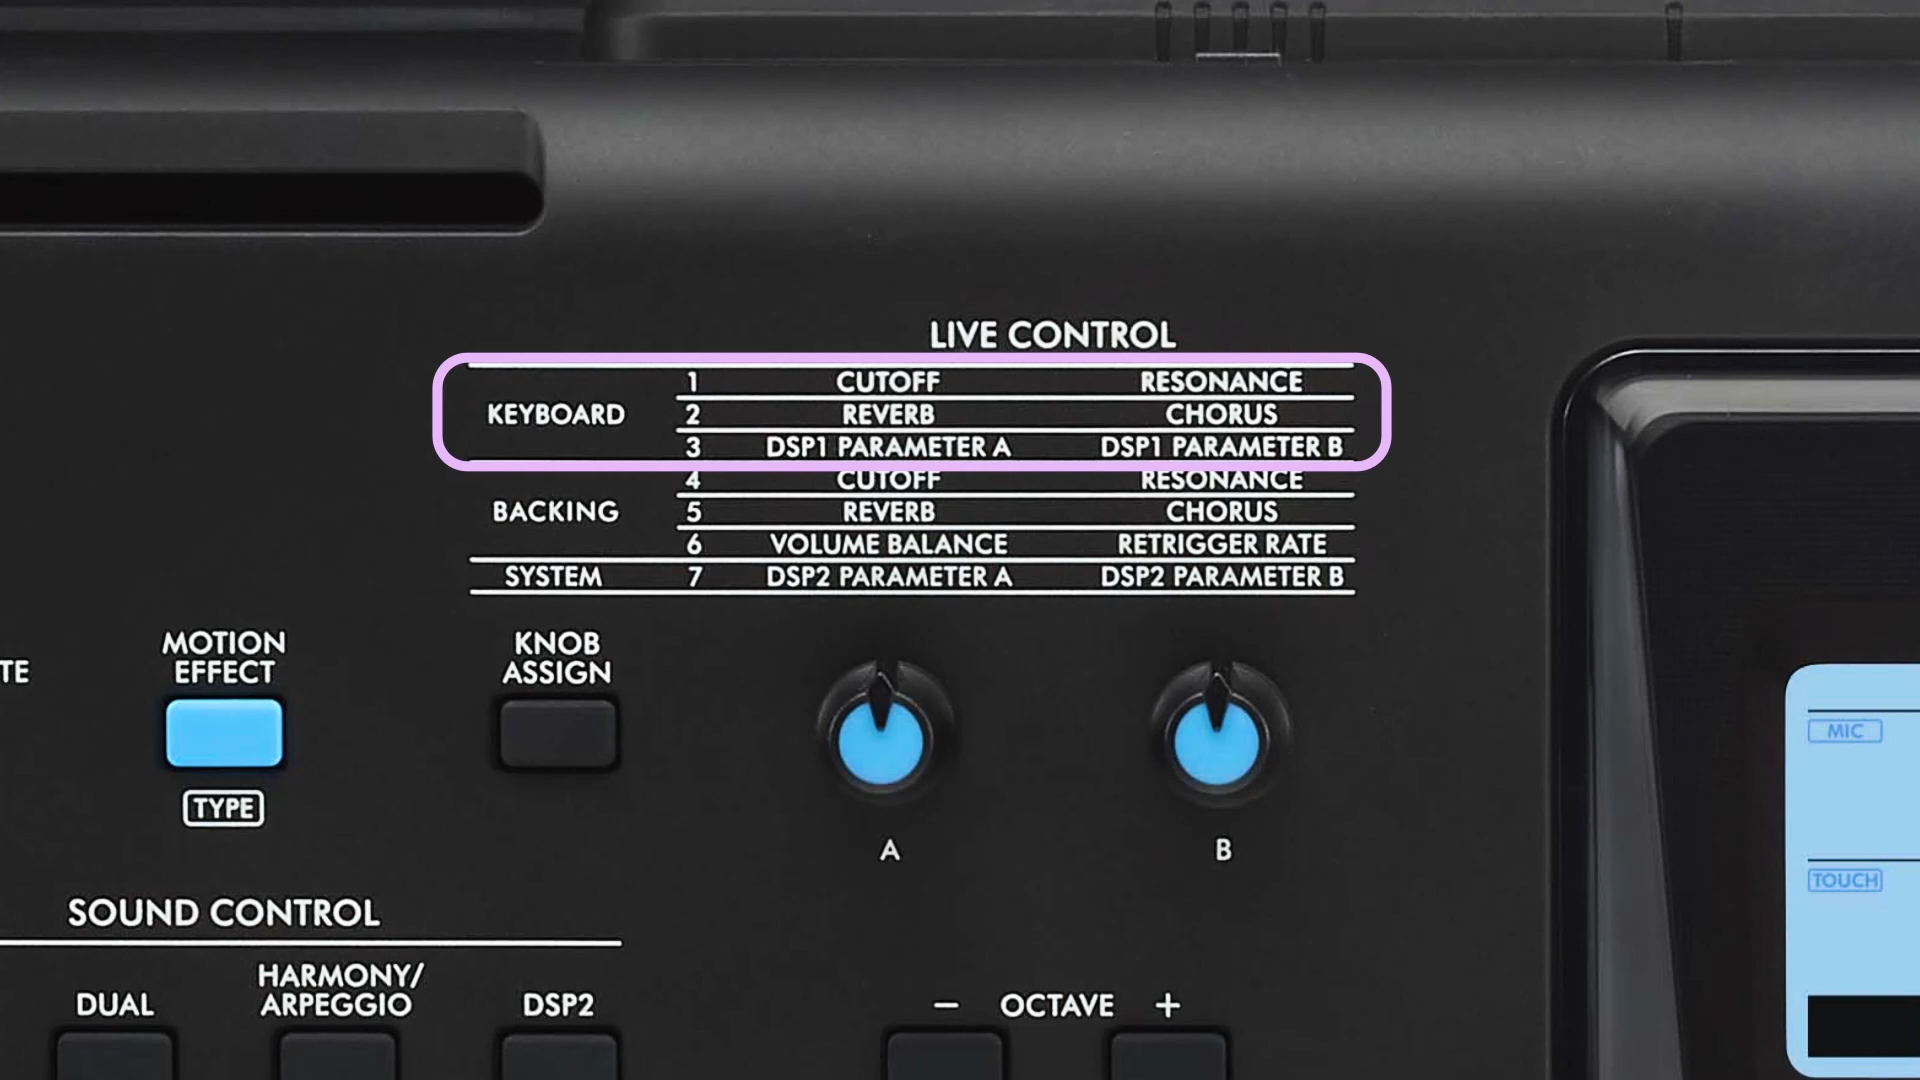 LIVE CONTROL
KEYBOARD 1 CUTOFF RESONANCE
2 REVERB CHORUS
3 DSP1 PARAMETER A DSP1 PARAMETER B
BACKING 4 CUTOFF RESONANCE
5 REVERB CHORUS
6 VOLUME BALANCE RETRIGGER RATE
SYSTEM 7 DSP2 PARAMETER A DSP2 PARAMETER B
TE
MOTION
EFFECT
KNOB
ASSIGN
TYPE
A
B
MIC
TOUCH
SOUND CONTROL
DUAL
HARMONY/
ARPEGGIO
DSP2
− OCTAVE +